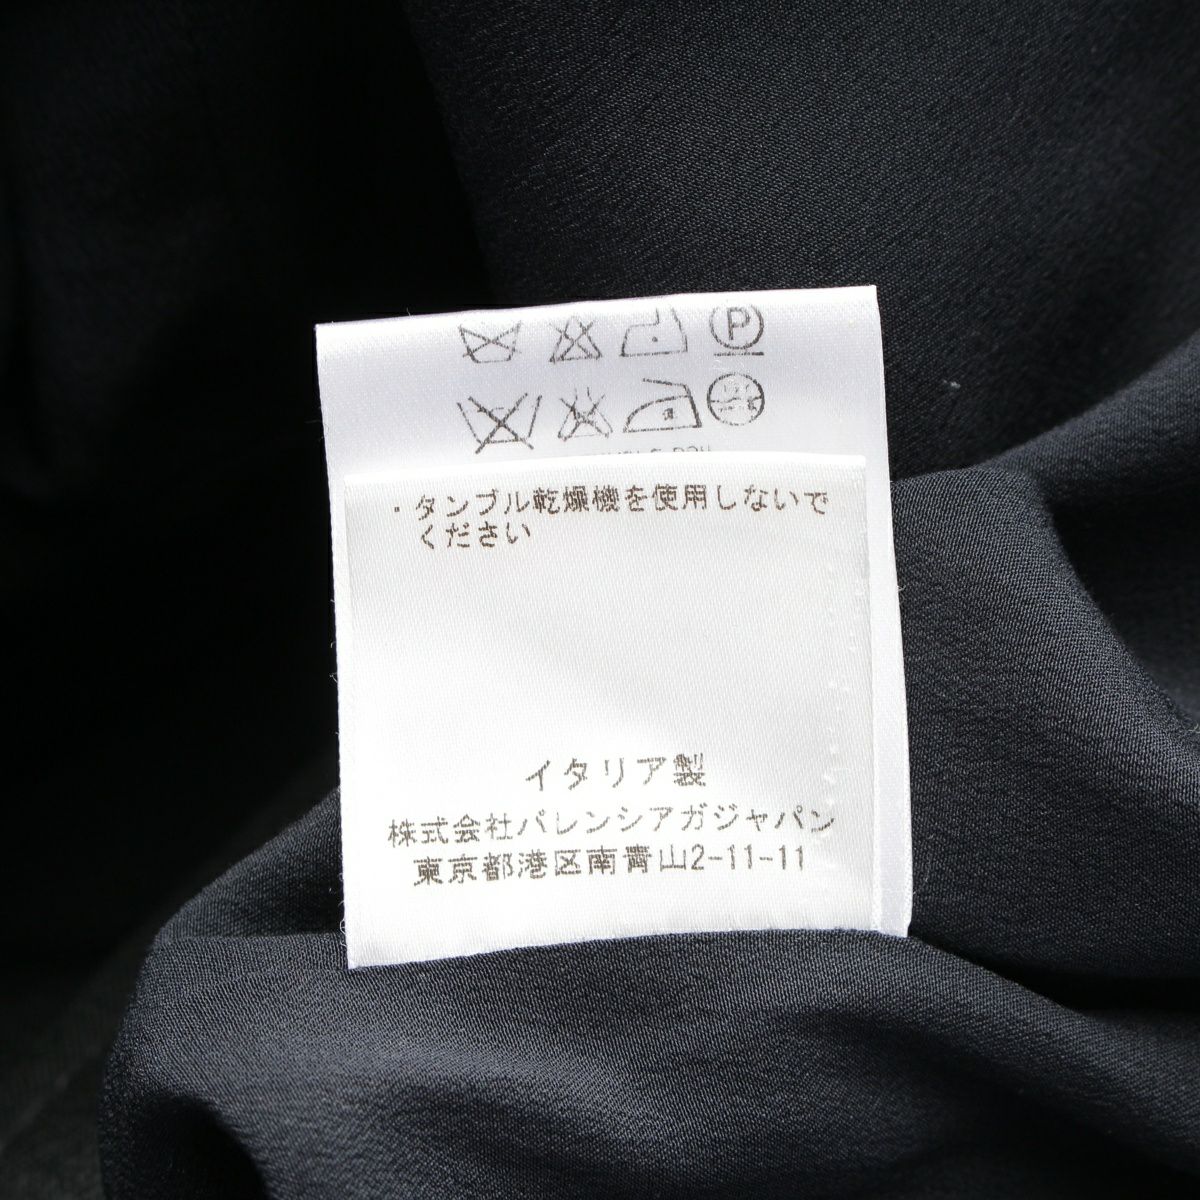 P
・タンブル乾燥機を使用しないで
ください
イタリア製
株式会社バレンシアガジャパン
東京都港区南青山2-11-11